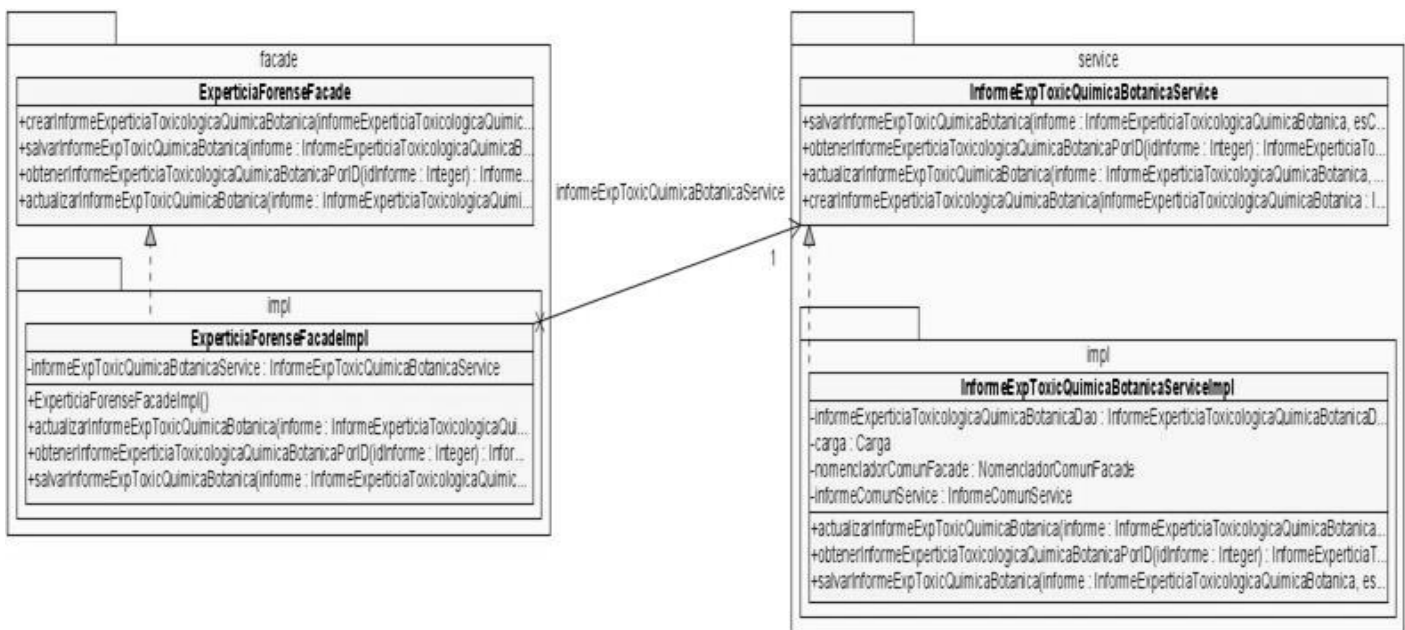 facade
ExperticiaForenseFacade
+crearInformeExperticiaToxicologicaQuimicaBotanica(informeExperticiaToxicologicaQuimic...
+salvarInformeExpToxicQuimicaBotanica(informe : InformeExperticiaToxicologicaQuimicaB...
+obtenerInformeExperticiaToxicologicaQuimicaBotanicaPorID(idInforme : Integer) : Informe...
+actualizarInformeExpToxicQuimicaBotanica(informe : InformeExperticiaToxicologicaQuimi...
impl
ExperticiaForenseFacadeImpl
-informeExpToxicQuimicaBotanicaService : InformeExpToxicQuimicaBotanicaService
+ExperticiaForenseFacadeImpl()
+actualizarInformeExpToxicQuimicaBotanica(informe : InformeExperticiaToxicologicaQui...
+obtenerInformeExperticiaToxicologicaQuimicaBotanicaPorID(idInforme : Integer) : Infor...
+salvarInformeExpToxicQuimicaBotanica(informe : InformeExperticiaToxicologicaQuimic...
informeExpToxicQuimicaBotanicaService
1
service
InformeExpToxicQuimicaBotanicaService
+salvarInformeExpToxicQuimicaBotanica(informe : InformeExperticiaToxicologicaQuimicaBotanica, esC...
+obtenerInformeExperticiaToxicologicaQuimicaBotanicaPorID(idInforme : Integer) : InformeExperticiaTo...
+actualizarInformeExpToxicQuimicaBotanica(informe : InformeExperticiaToxicologicaQuimicaBotanica, ...
+crearInformeExperticiaToxicologicaQuimicaBotanica(informeExperticiaToxicologicaQuimicaBotanica : I...
impl
InformeExpToxicQuimicaBotanicaServiceImpl
-informeExperticiaToxicologicaQuimicaBotanicaDao : InformeExperticiaToxicologicaQuimicaBotanicaD...
-carga : Carga
-nomencladorComunFacade : NomencladorComunFacade
-informeComunService : InformeComunService
+actualizarInformeExpToxicQuimicaBotanica(informe : InformeExperticiaToxicologicaQuimicaBotanica...
+obtenerInformeExperticiaToxicologicaQuimicaBotanicaPorID(idInforme : Integer) : InformeExperticiaT...
+salvarInformeExpToxicQuimicaBotanica(informe : InformeExperticiaToxicologicaQuimicaBotanica, es...